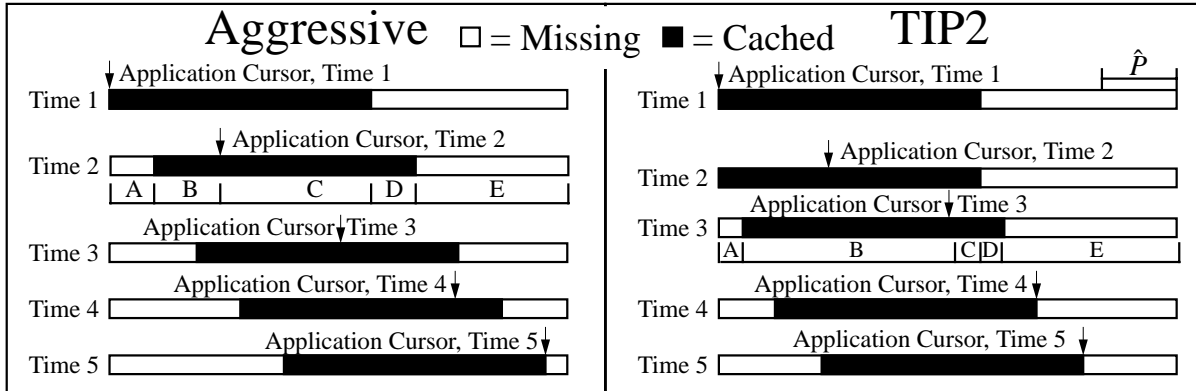 Aggressive □ = Missing ■ = Cached TIP2
Application Cursor, Time 1
Time 1
Application Cursor, Time 2
Time 2
A B C D E
Application Cursor Time 3
Time 3
Application Cursor, Time 4
Time 4
Application Cursor, Time 5
Time 5
P̂
Application Cursor, Time 1
Time 1
Application Cursor, Time 2
Time 2
Application Cursor Time 3
Time 3
A B C D E
Application Cursor, Time 4
Time 4
Application Cursor, Time 5
Time 5